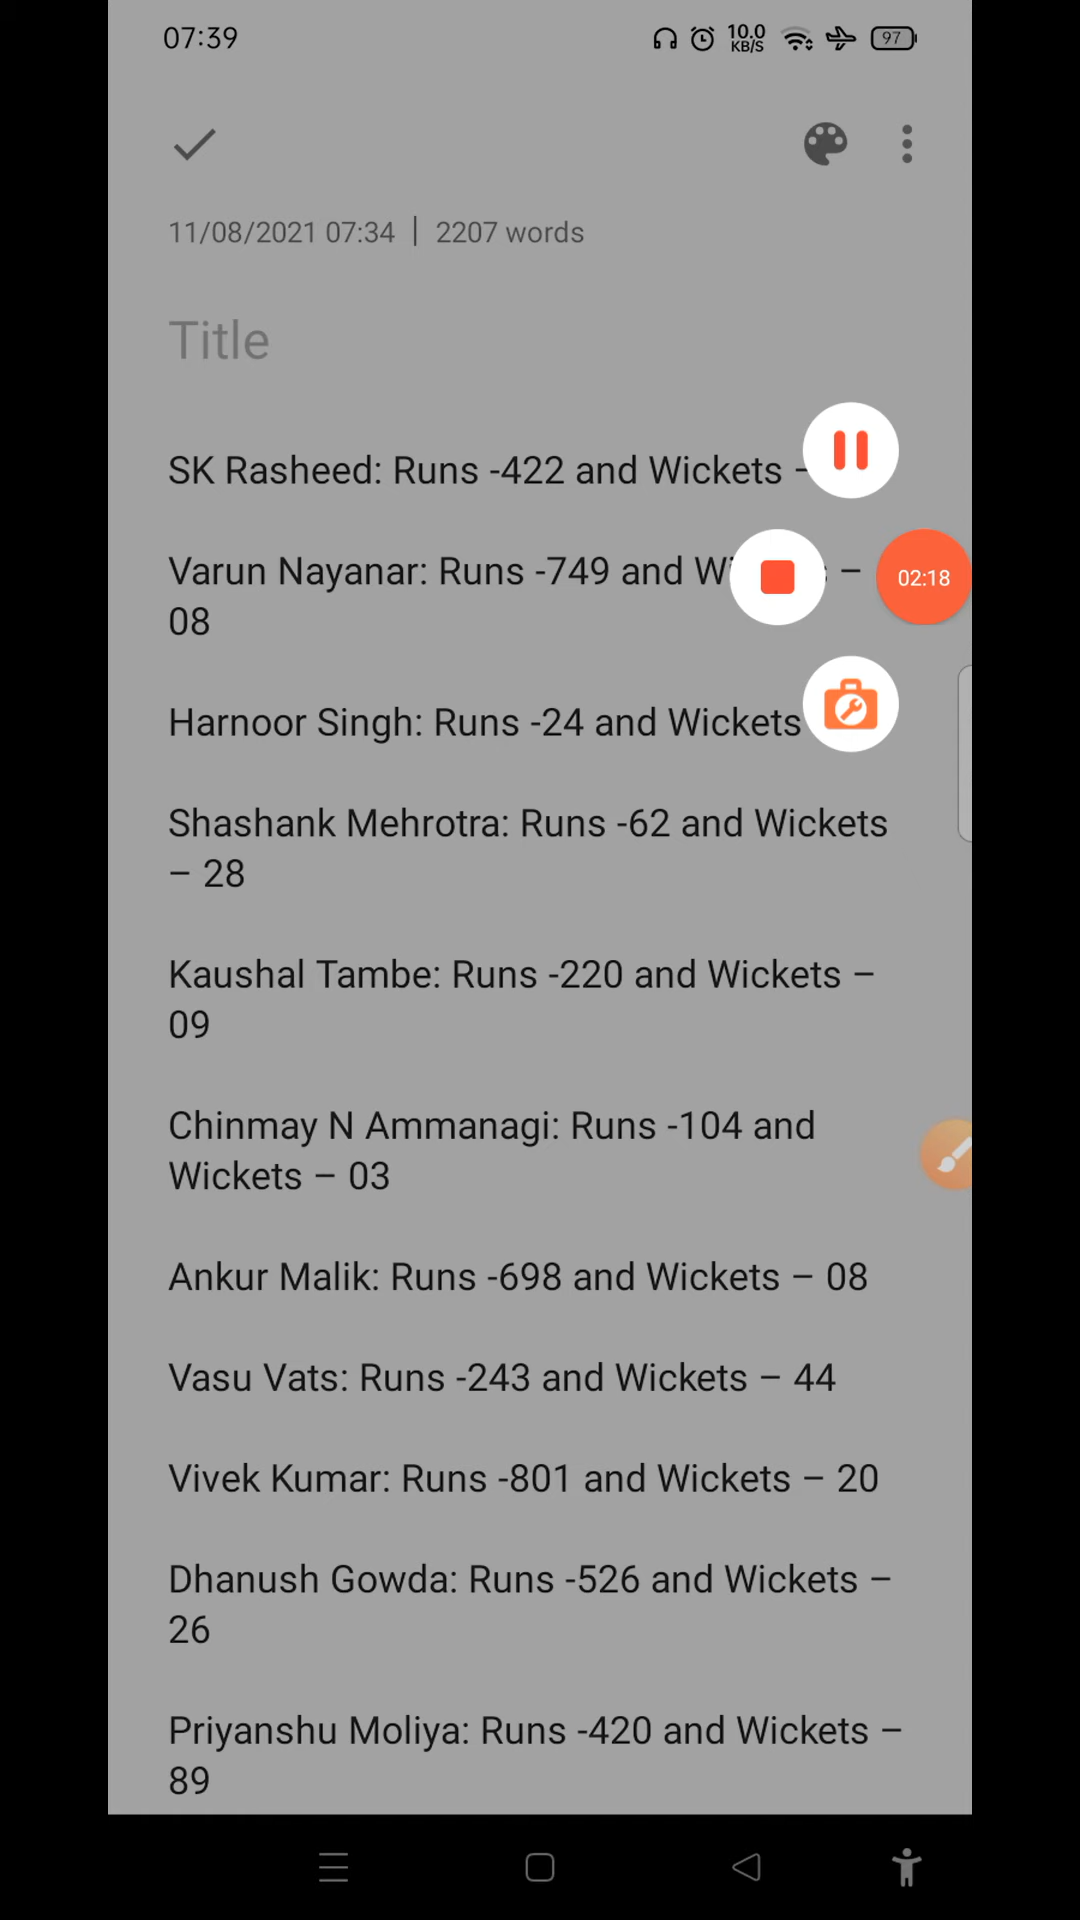 07:39
10.0
KB/S
97
11/08/2021 07:34 | 2207 words
Title
SK Rasheed: Runs -422 and Wickets -
Varun Nayanar: Runs -749 and W –
08
02:18
Harnoor Singh: Runs -24 and Wickets
Shashank Mehrotra: Runs -62 and Wickets
– 28
Kaushal Tambe: Runs -220 and Wickets –
09
Chinmay N Ammanagi: Runs -104 and
Wickets – 03
Ankur Malik: Runs -698 and Wickets – 08
Vasu Vats: Runs -243 and Wickets – 44
Vivek Kumar: Runs -801 and Wickets – 20
Dhanush Gowda: Runs -526 and Wickets –
26
Priyanshu Moliya: Runs -420 and Wickets –
89